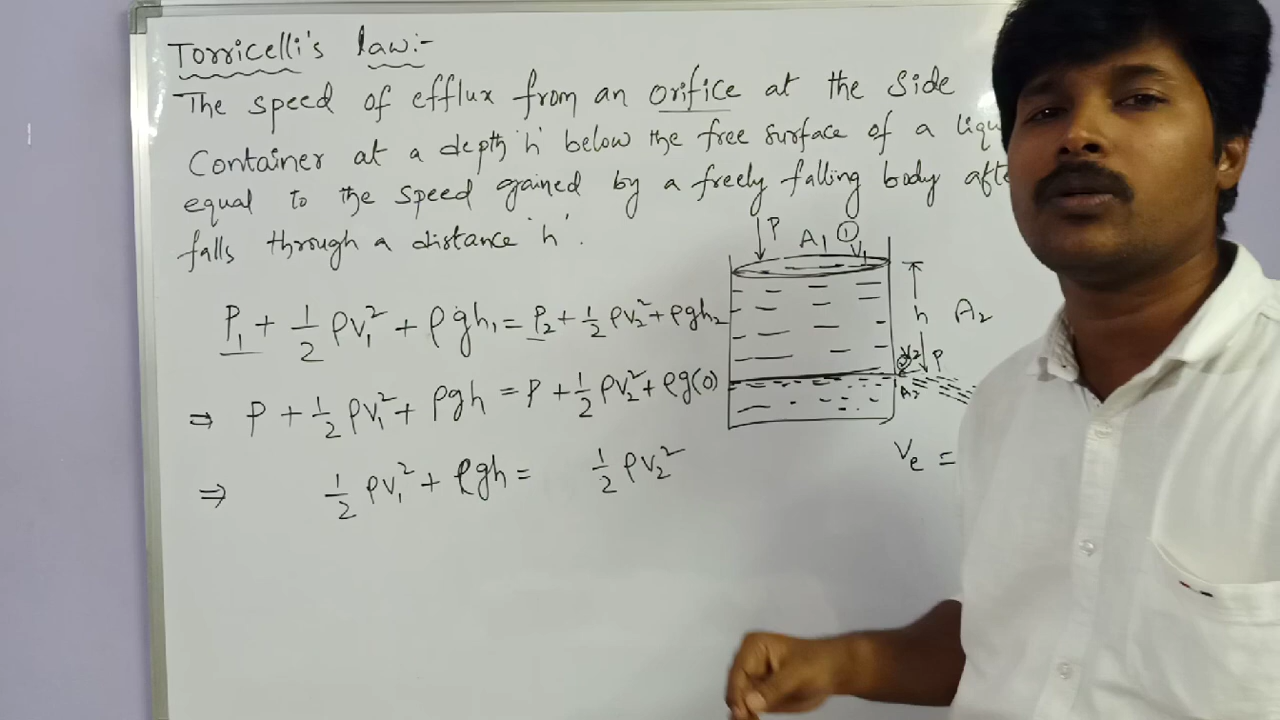 Torricelli's law:-
The speed of efflux from an orifice at the side
Container at a depth 'h' below the free surface of a liqu
equal to the speed gained by a freely falling body afte
falls through a distance 'h'.
P A₁ ① V₁
P₁ + 1/2 ρv₁² + ρgh₁ = P₂ + 1/2 ρv₂² + ρgh₂
h A₂
② V₂ P
⇒ P + 1/2 ρv₁² + ρgh = P + 1/2 ρv₂² + ρg(0)
A₂
Vₑ =
⇒ 1/2 ρv₁² + ρgh = 1/2 ρv₂²